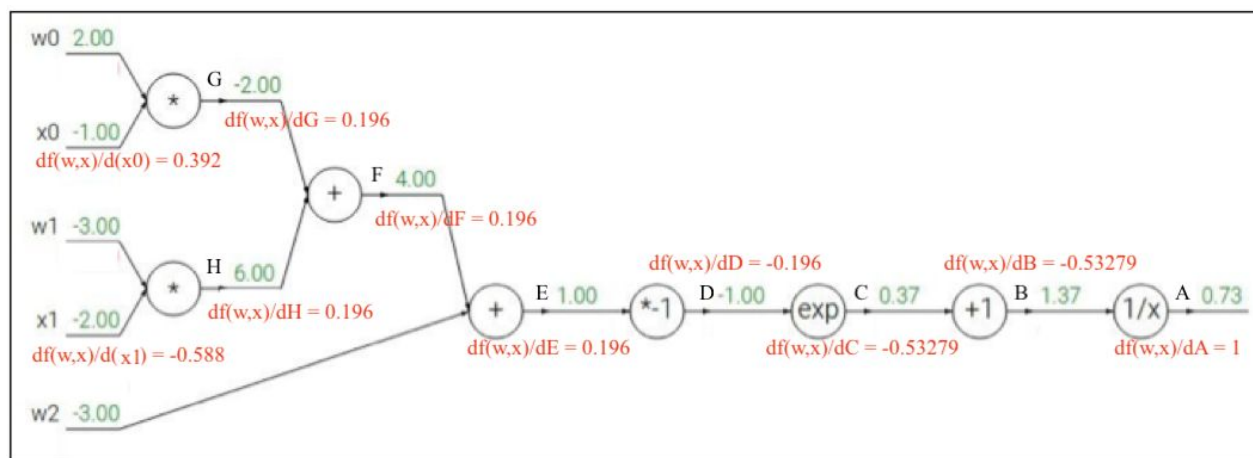 w0 2.00
*
G -2.00
df(w,x)/dG = 0.196
x0 -1.00
df(w,x)/d(x0) = 0.392
+
F 4.00
df(w,x)/dF = 0.196
w1 -3.00
*
H 6.00
df(w,x)/dH = 0.196
x1 -2.00
df(w,x)/d(x1) = -0.588
w2 -3.00
+
E 1.00
df(w,x)/dE = 0.196
*-1
df(w,x)/dD = -0.196
D -1.00
exp
C 0.37
df(w,x)/dC = -0.53279
+1
df(w,x)/dB = -0.53279
B 1.37
1/x
A 0.73
df(w,x)/dA = 1